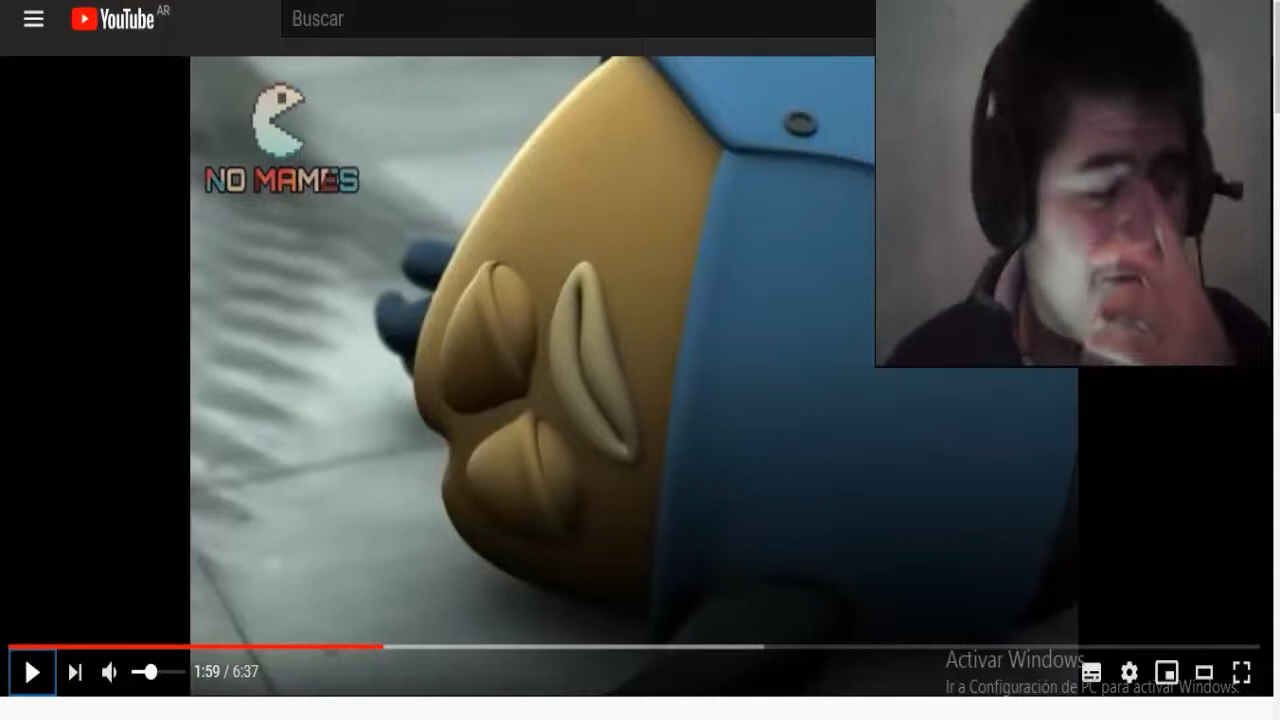 YouTube AR
Buscar
NO MAMES
1:59 / 6:37
Activar Windows
Ir a Configuración de PC para activar Windows.